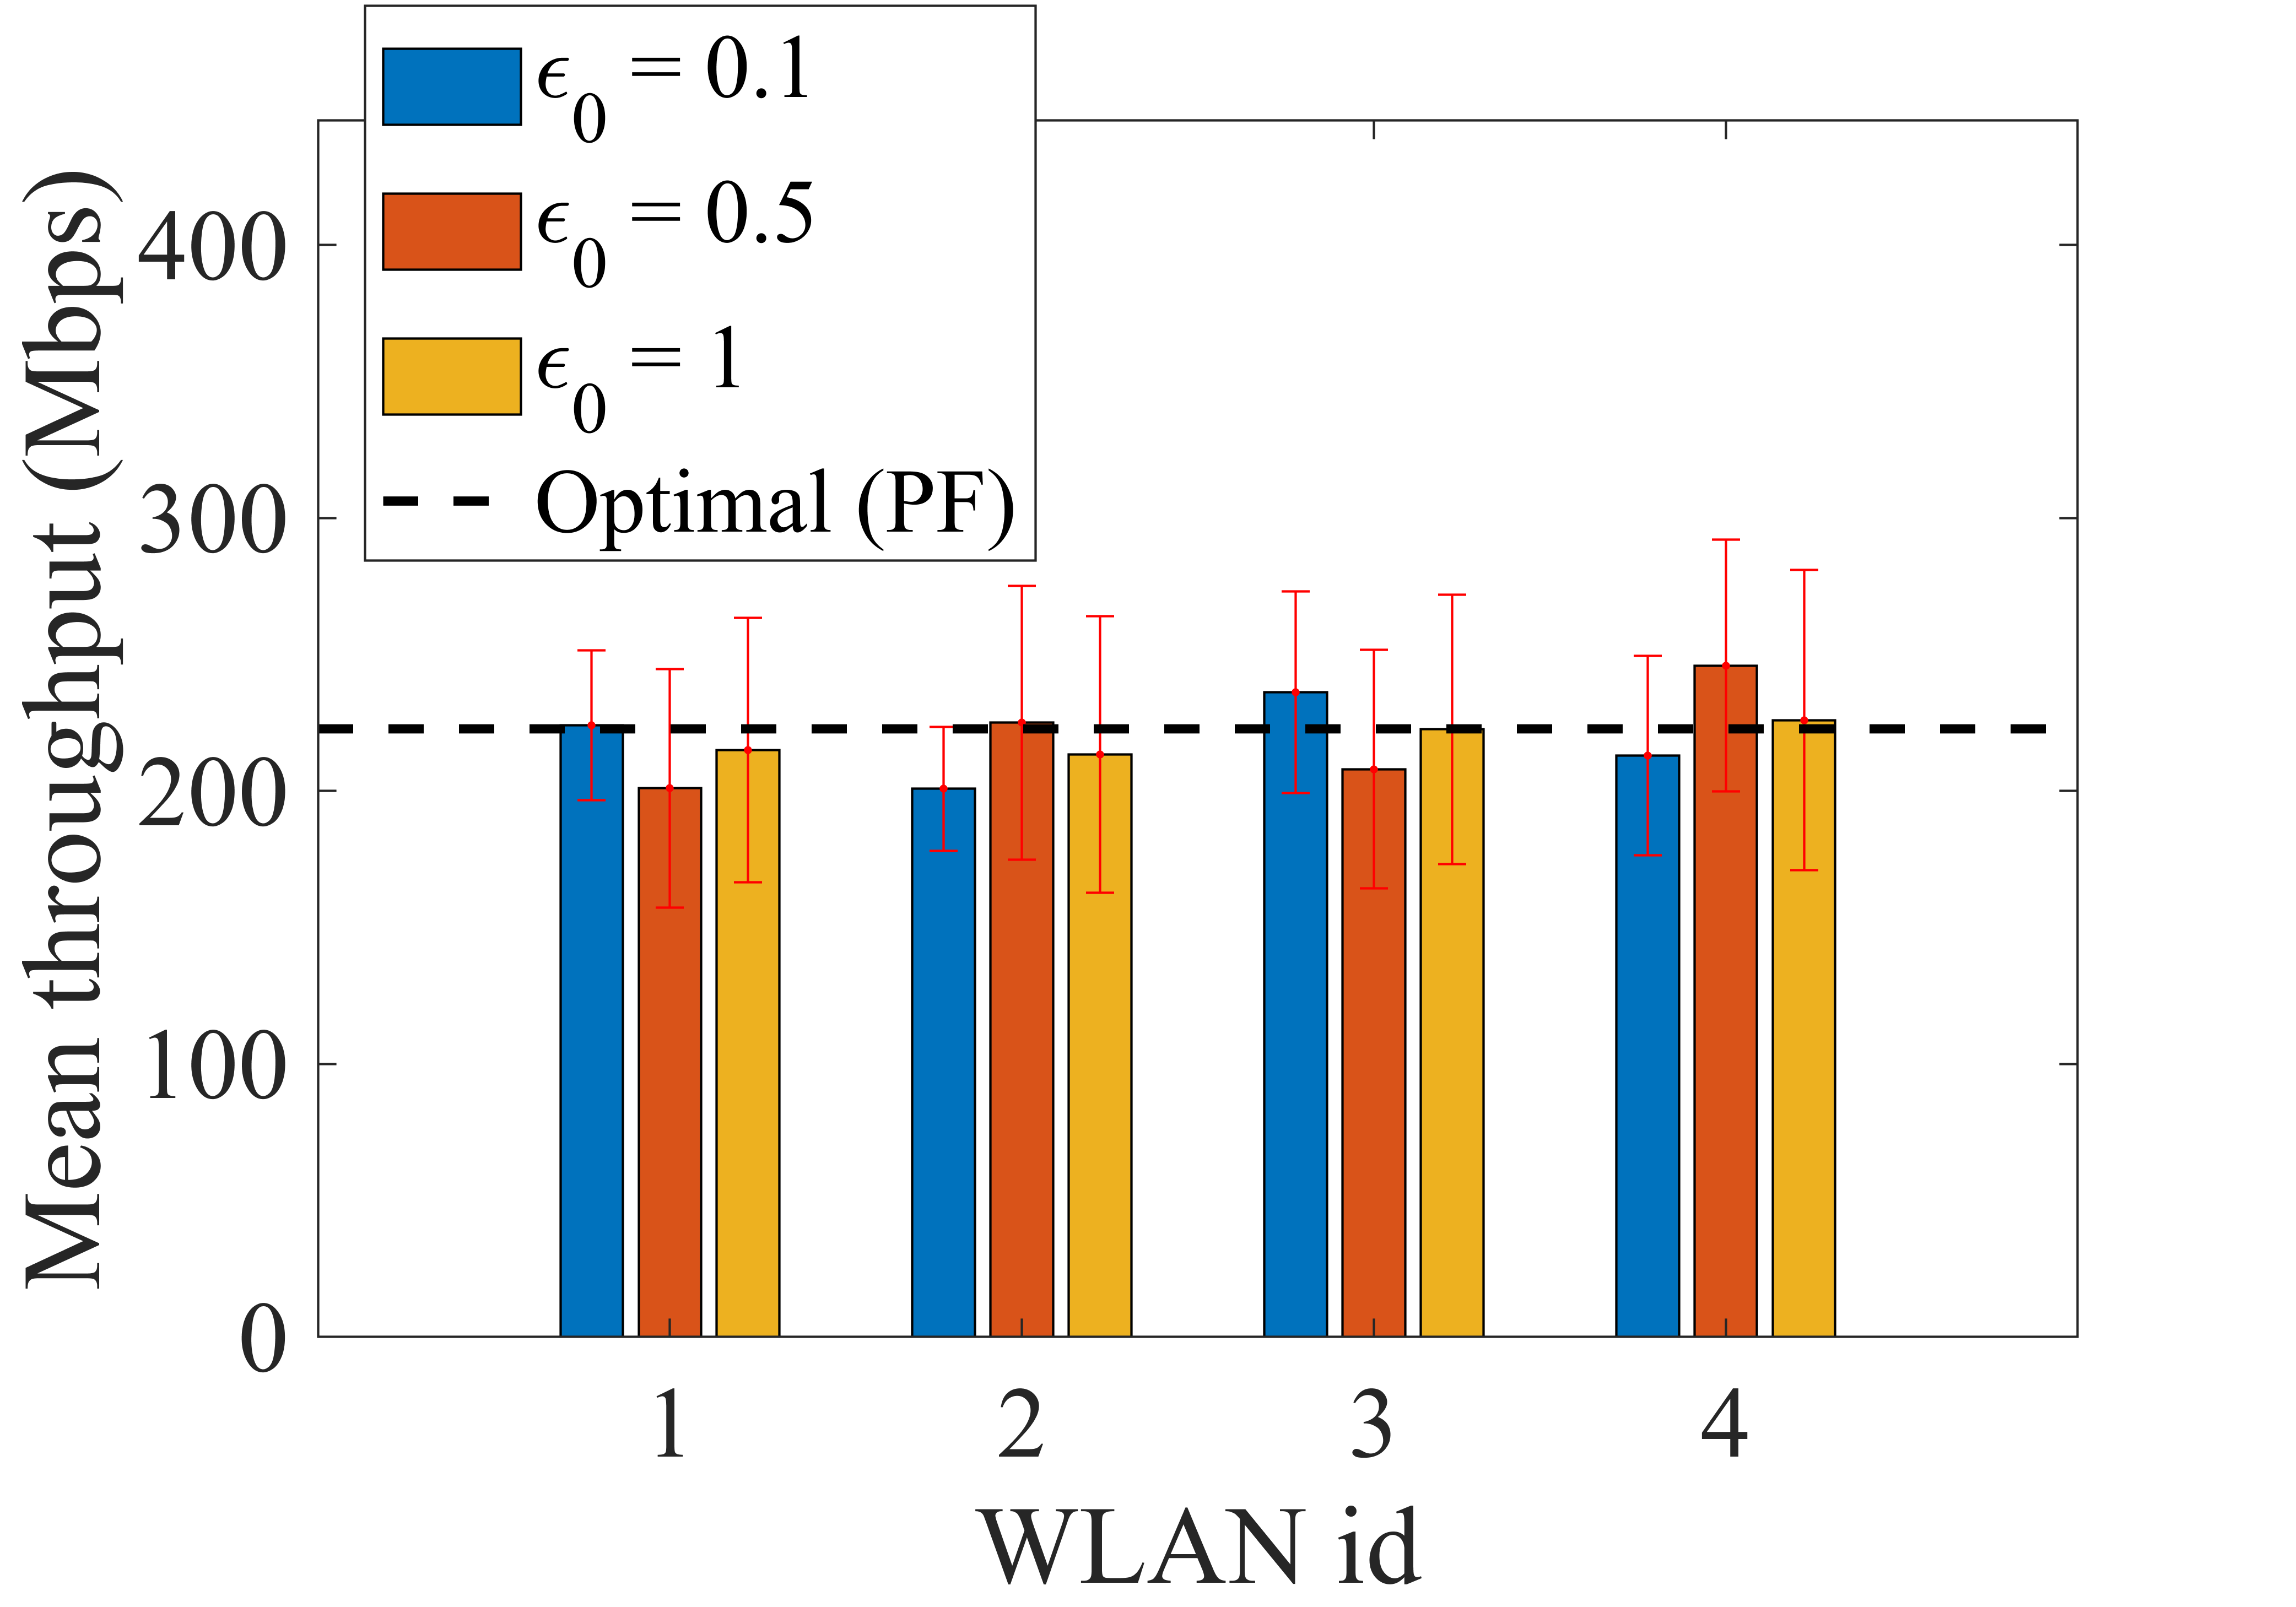 ϵ0 = 0.1
ϵ0 = 0.5
ϵ0 = 1
Optimal (PF)
Mean throughput (Mbps)
400
300
200
100
0
1 2 3 4
WLAN id